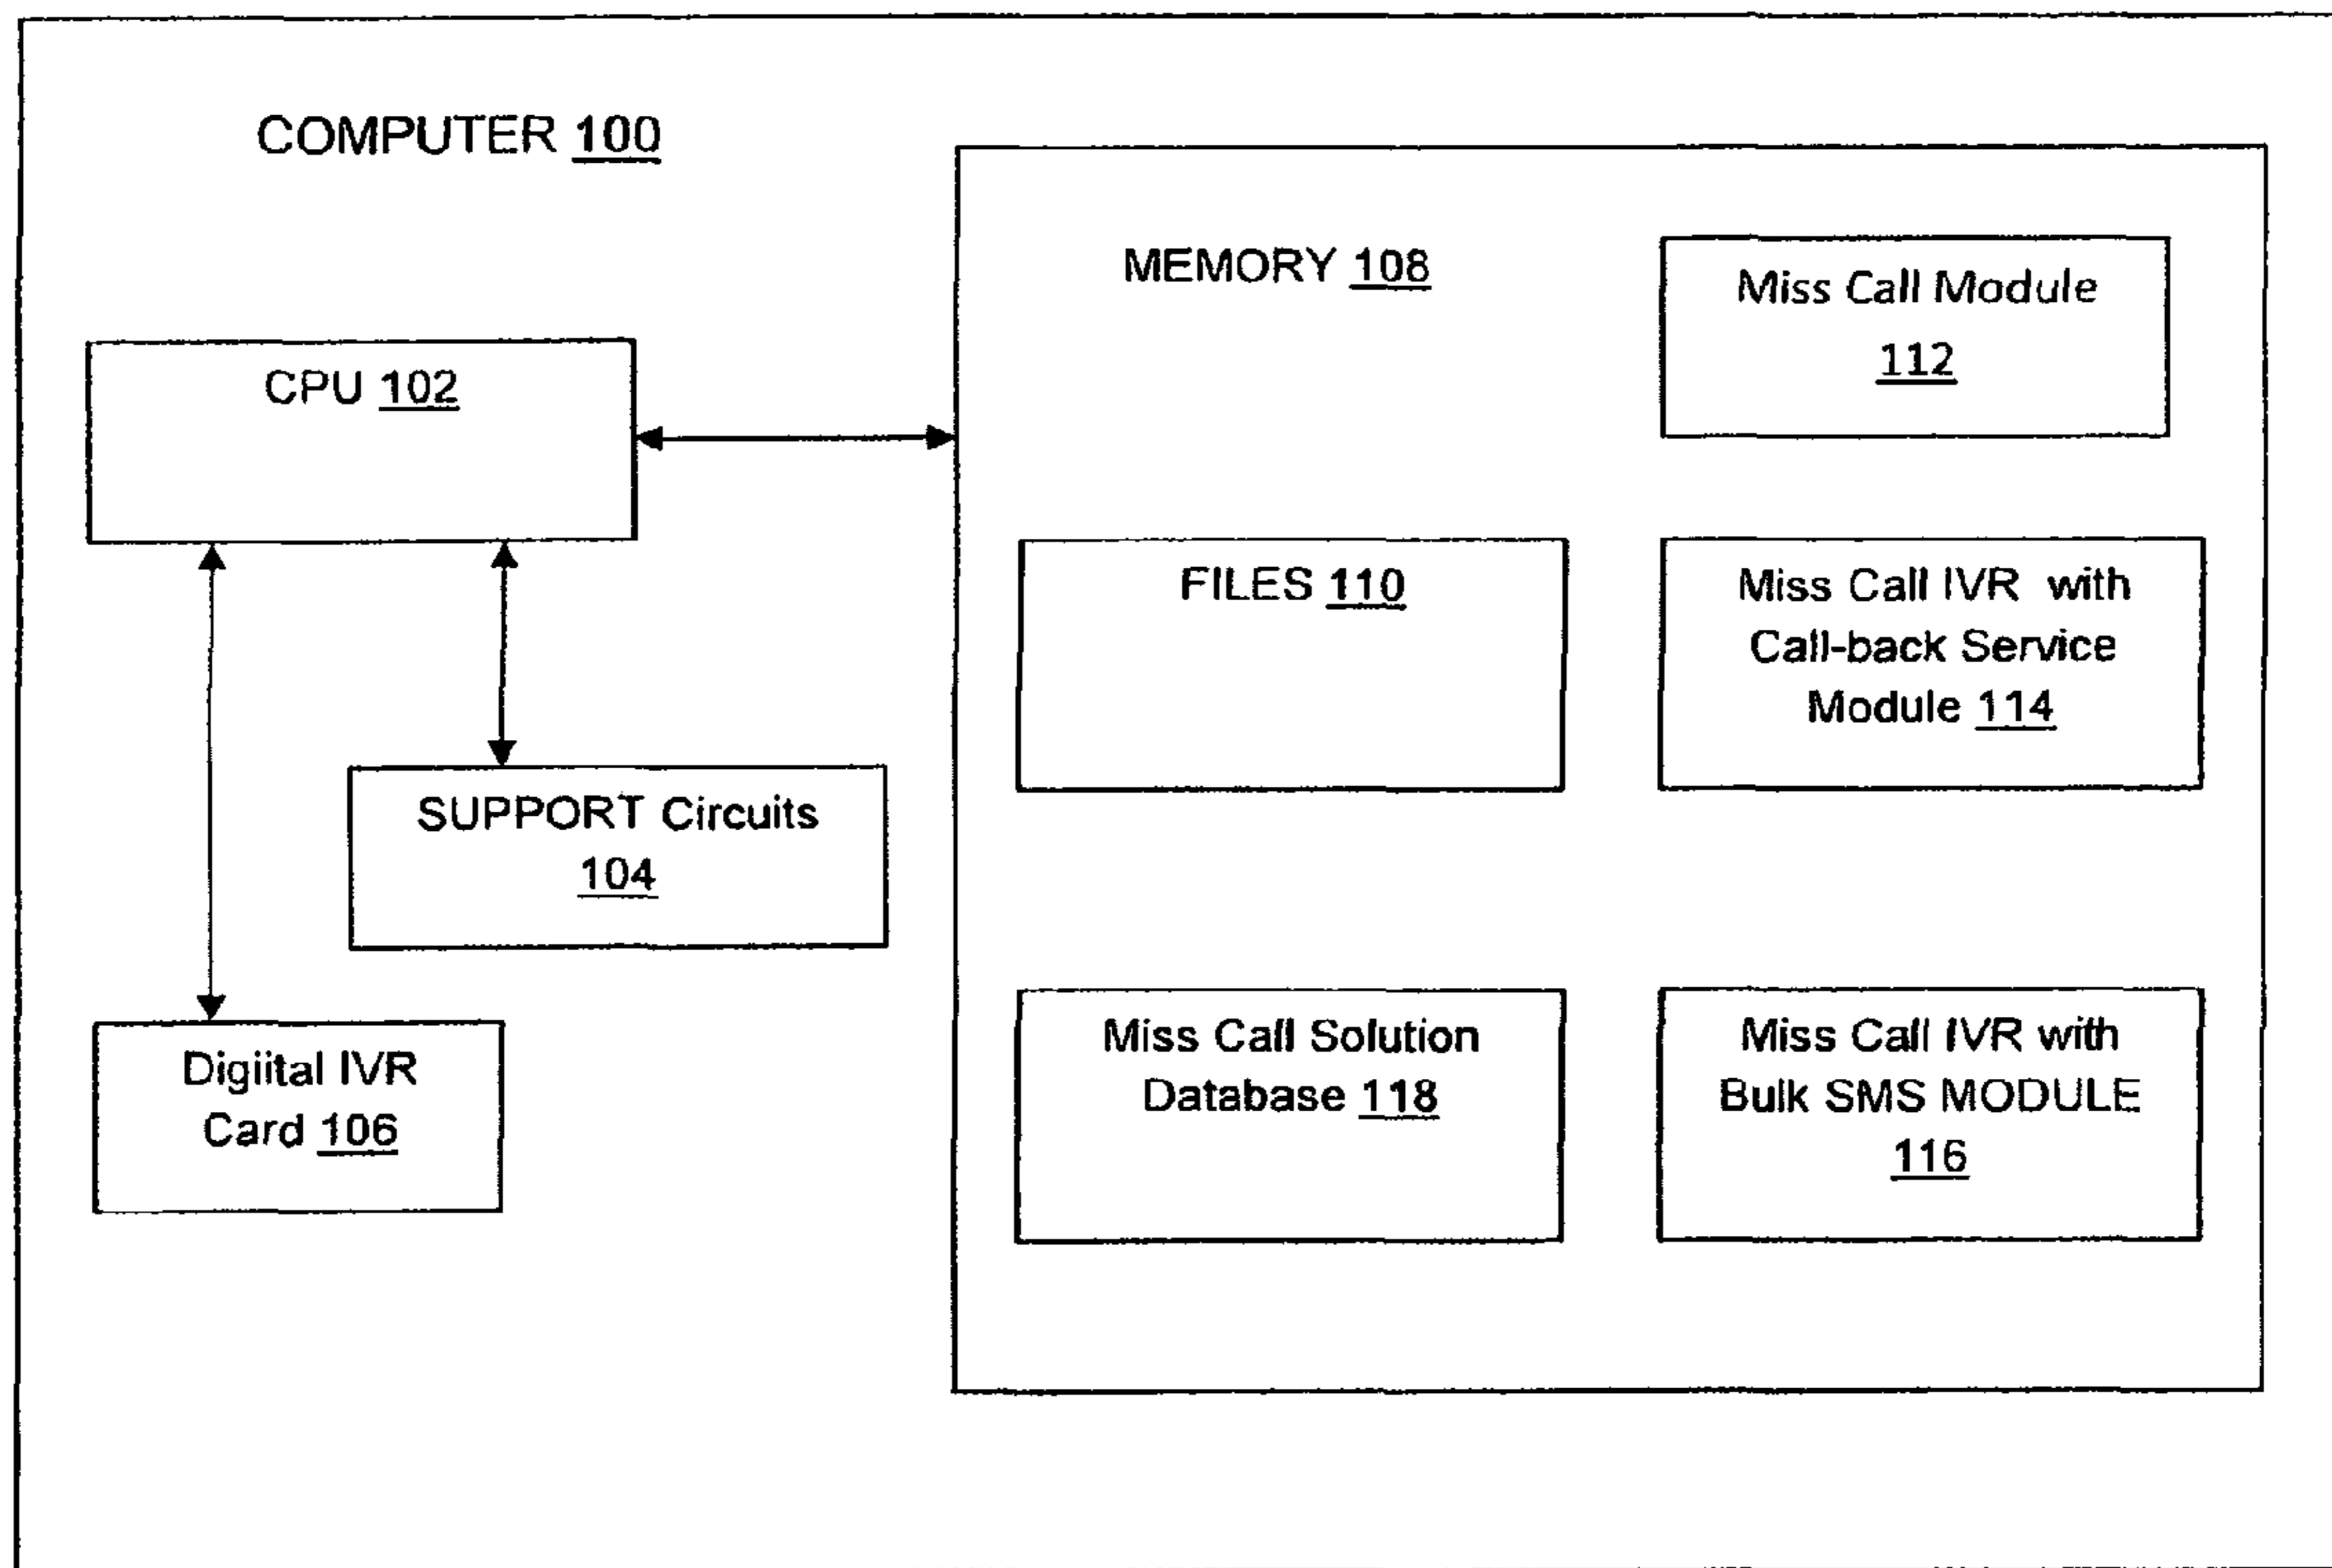 COMPUTER 100
CPU 102
SUPPORT Circuits
104
Digiital IVR
Card 106
MEMORY 108
Miss Call Module
112
FILES 110
Miss Call IVR with
Call-back Service
Module 114
Miss Call Solution
Database 118
Miss Call IVR with
Bulk SMS MODULE
116